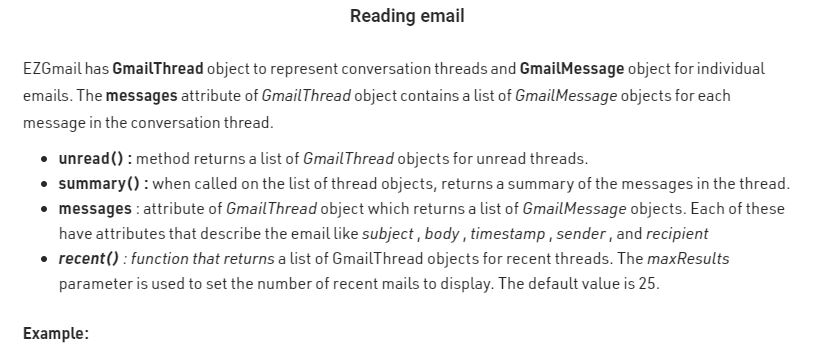 Reading email
EZGmail has GmailThread object to represent conversation threads and GmailMessage object for individual
emails. The messages attribute of GmailThread object contains a list of GmailMessage objects for each
message in the conversation thread.
• unread() : method returns a list of GmailThread objects for unread threads.
• summary() : when called on the list of thread objects, returns a summary of the messages in the thread.
• messages : attribute of GmailThread object which returns a list of GmailMessage objects. Each of these
have attributes that describe the email like subject , body , timestamp , sender , and recipient
• recent() : function that returns a list of GmailThread objects for recent threads. The maxResults
parameter is used to set the number of recent mails to display. The default value is 25.
Example: